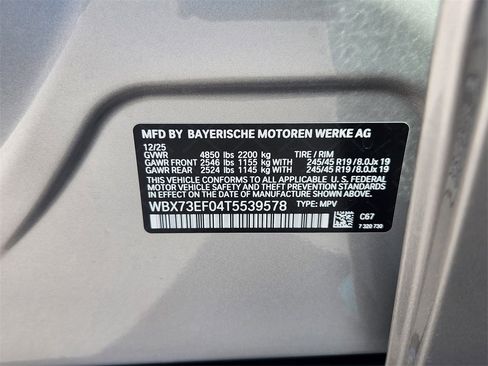 MFD BY BAYERISCHE MOTOREN WERKE AG
12/25
GVWR 4850 lbs 2200 kg TIRE / RIM
GAWR FRONT 2546 lbs 1155 kg WITH 245/45 R19 / 8.0Jx 19
GAWR REAR 2524 lbs 1145 kg WITH 245/45 R19 / 8.0Jx 19
THIS VEHICLE CONFORMS TO ALL APPLICABLE U.S. FEDERAL
MOTOR VEHICLE SAFETY, BUMPER, AND THEFT PREVENTION
STANDARDS IN EFFECT ON THE DATE OF MANUFACTURE SHOWN
ABOVE.
WBX73EF04T5539578 TYPE: MPV
C67
7 320 730